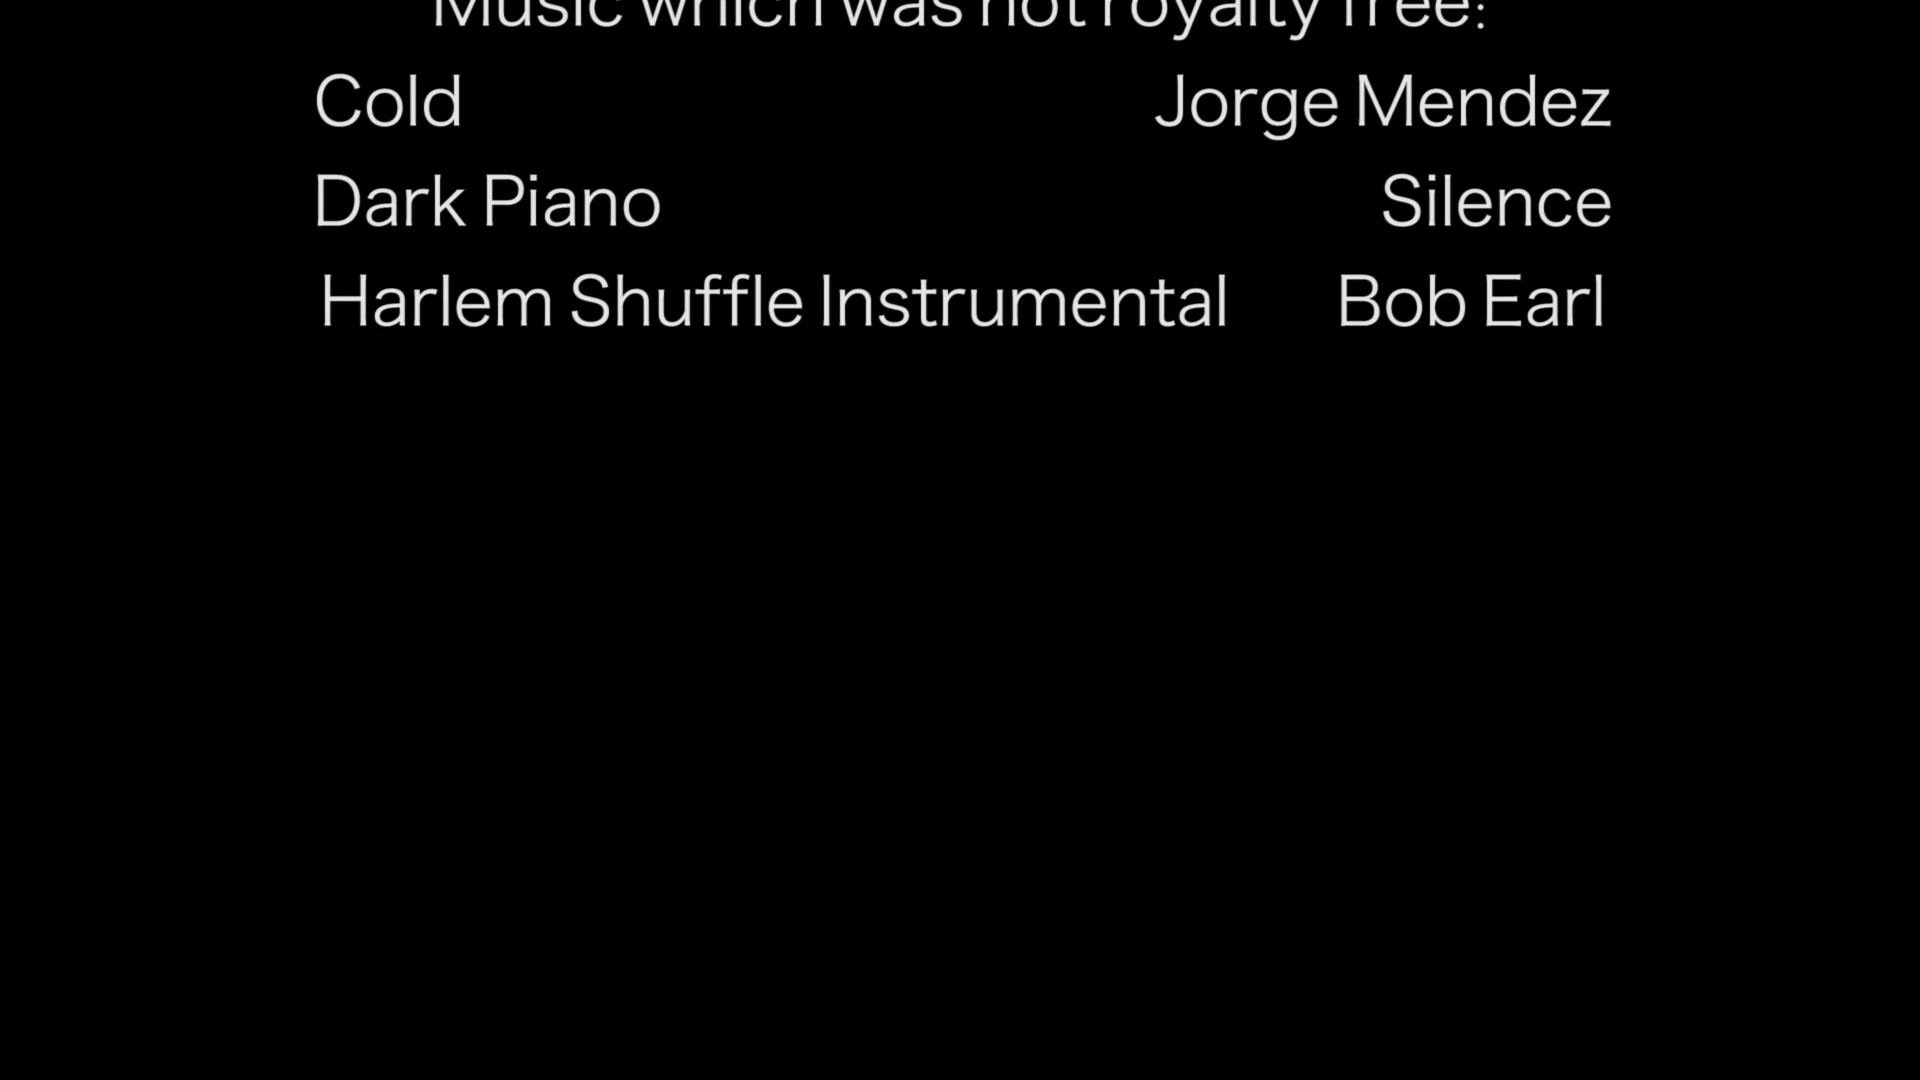 Music which was not royalty free:
Cold Jorge Mendez
Dark Piano Silence
Harlem Shuffle Instrumental Bob Earl